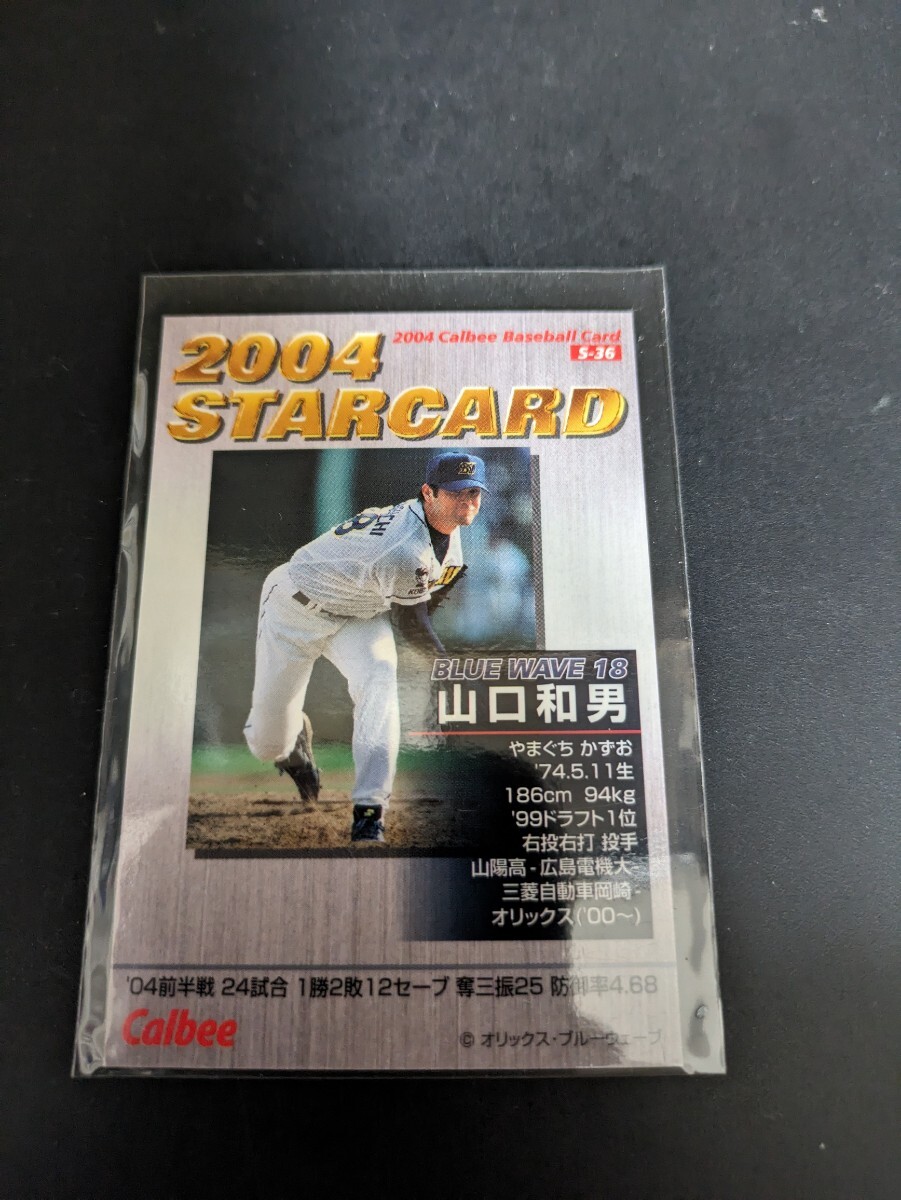 2004 Calbee Baseball Card
S-36
2004
STARCARD
BLUE WAVE 18
山口和男
やまぐち かずお
'74.5.11生
186cm 94kg
'99ドラフト1位
右投右打 投手
山陽高-広島電機大-
三菱自動車岡崎-
オリックス('00〜)
'04前半戦 24試合 1勝2敗12セーブ 奪三振25 防御率4.68
Calbee
© オリックス・ブルーウェーブ